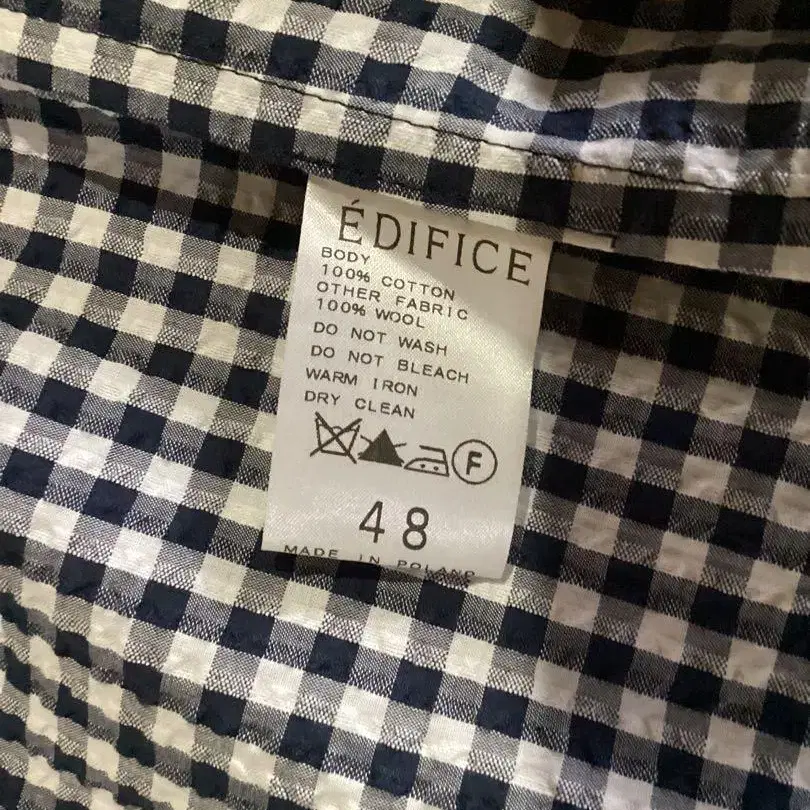 ÉDIFICE
BODY
100% COTTON
OTHER FABRIC
100% WOOL
DO NOT WASH
DO NOT BLEACH
WARM IRON
DRY CLEAN
F
48
MADE IN POLAND